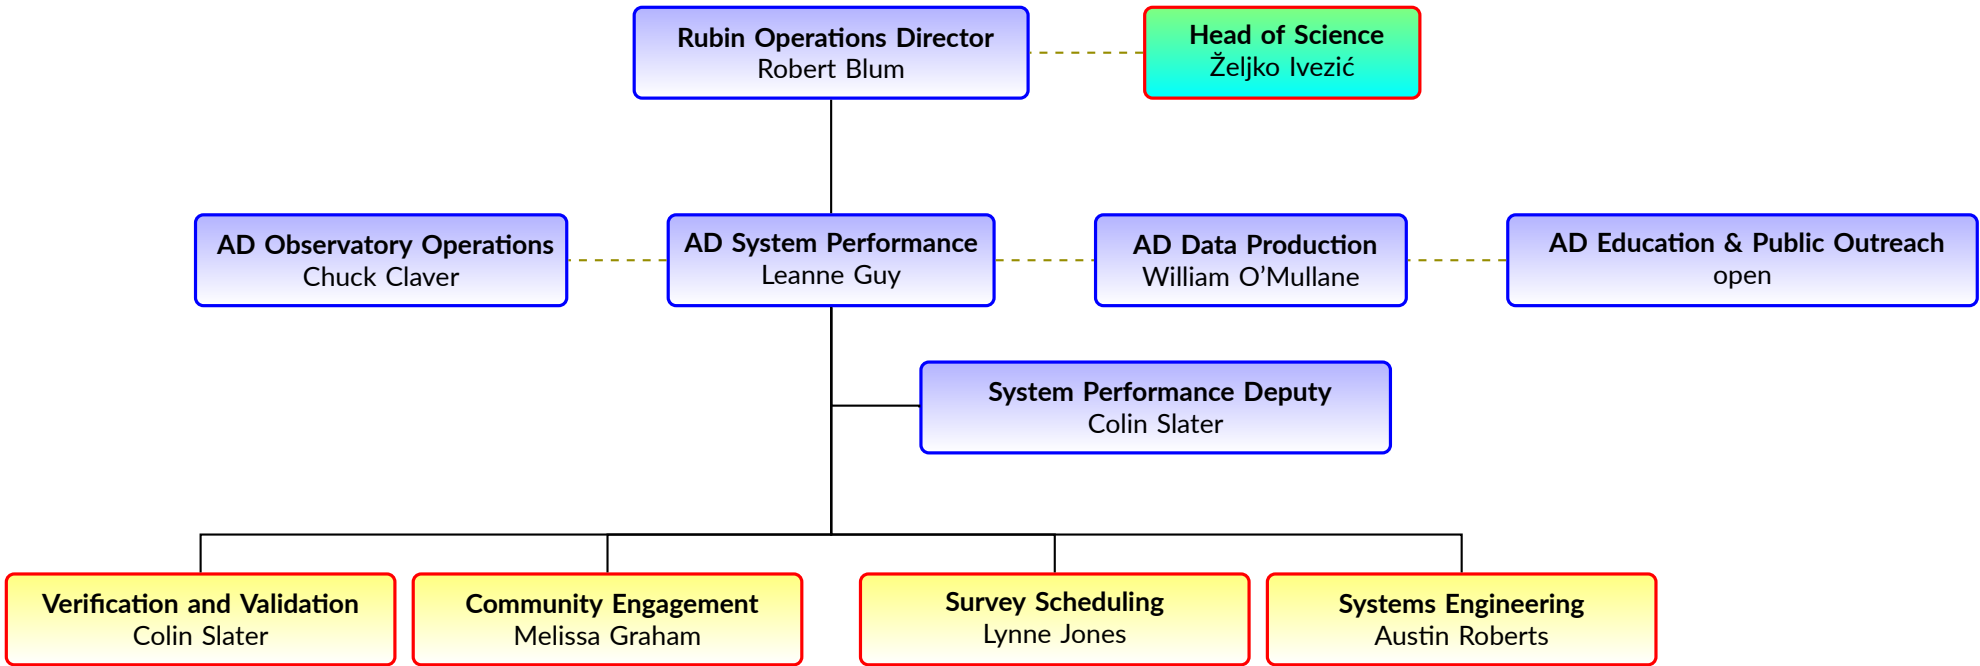 Rubin Operations Director
Robert Blum
Head of Science
Željko Ivezić
AD Observatory Operations
Chuck Claver
AD System Performance
Leanne Guy
AD Data Production
William O’Mullane
AD Education & Public Outreach
open
System Performance Deputy
Colin Slater
Verification and Validation
Colin Slater
Community Engagement
Melissa Graham
Survey Scheduling
Lynne Jones
Systems Engineering
Austin Roberts